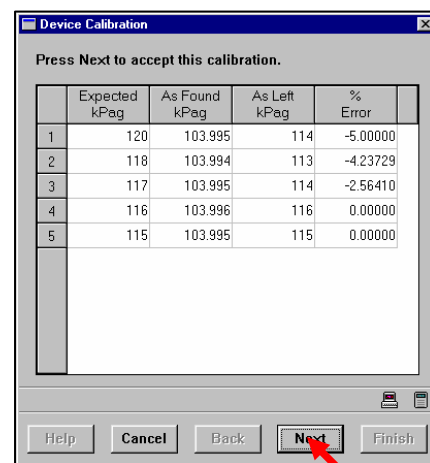 Device Calibration
Press Next to accept this calibration.
Expected kPag As Found kPag As Left kPag % Error
1 120 103.995 114 -5.00000
2 118 103.994 113 -4.23729
3 117 103.995 114 -2.56410
4 116 103.996 116 0.00000
5 115 103.995 115 0.00000
Help Cancel Back Next Finish